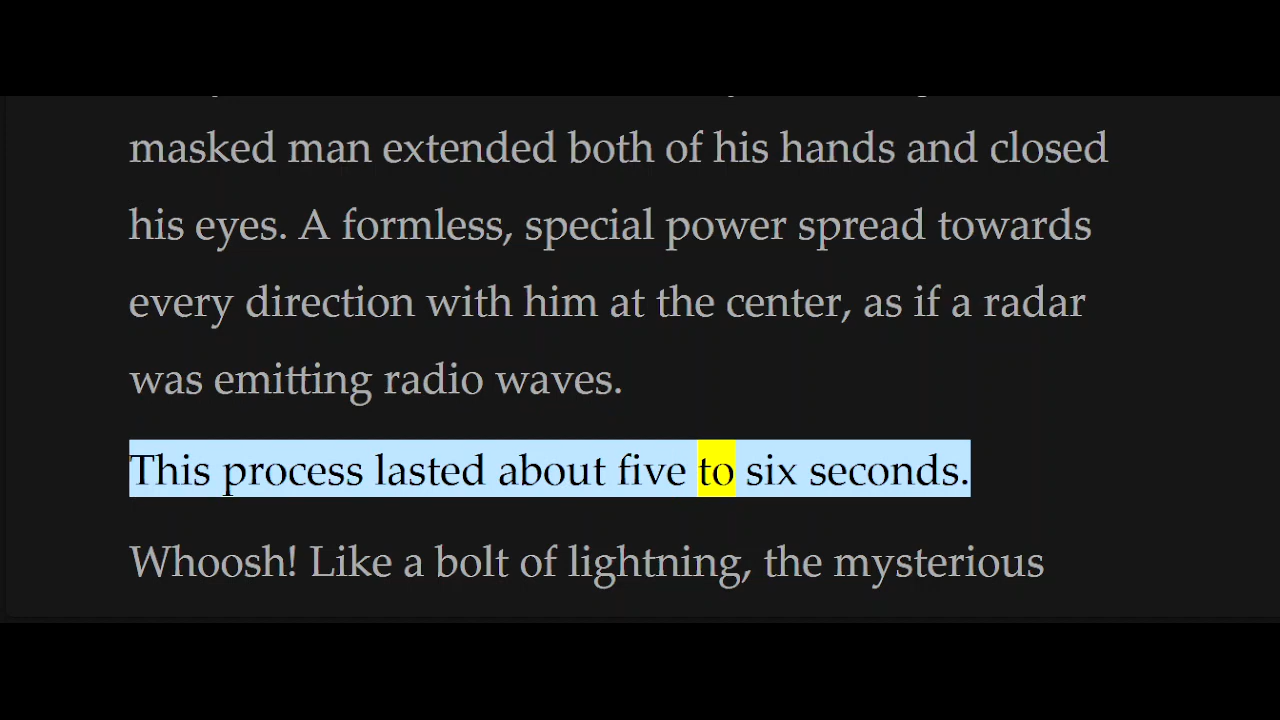 masked man extended both of his hands and closed
his eyes. A formless, special power spread towards
every direction with him at the center, as if a radar
was emitting radio waves.
This process lasted about five to six seconds.
Whoosh! Like a bolt of lightning, the mysterious